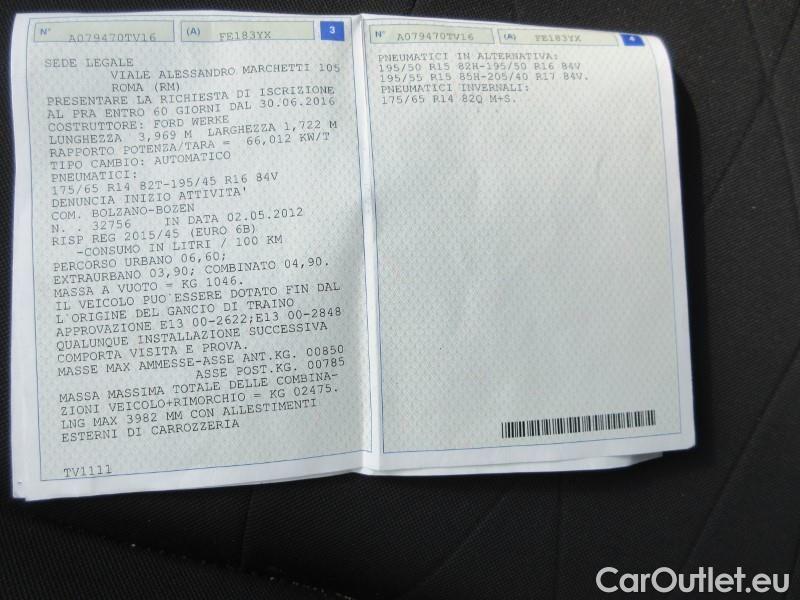 N° A079470TV16 (A) FE183YX 3
SEDE LEGALE
VIALE ALESSANDRO MARCHETTI 105
ROMA (RM)
PRESENTARE LA RICHIESTA DI ISCRIZIONE
AL PRA ENTRO 60 GIORNI DAL 30.06.2016
COSTRUTTORE: FORD WERKE
LUNGHEZZA 3,969 M LARGHEZZA 1,722 M
RAPPORTO POTENZA/TARA = 66,012 KW/T
TIPO CAMBIO: AUTOMATICO
PNEUMATICI:
175/65 R14 82T-195/45 R16 84V
DENUNCIA INIZIO ATTIVITA'
COM. BOLZANO-BOZEN
N. . 32756 IN DATA 02.05.2012
RISP REG 2015/45 (EURO 6B)
-CONSUMO IN LITRI / 100 KM
PERCORSO URBANO 06,60;
EXTRAURBANO 03,90; COMBINATO 04,90.
MASSA A VUOTO = KG 1046.
IL VEICOLO PUO'ESSERE DOTATO FIN DAL
L'ORIGINE DEL GANCIO DI TRAINO
APPROVAZIONE E13 00-2622;E13 00-2848
QUALUNQUE INSTALLAZIONE SUCCESSIVA
COMPORTA VISITA E PROVA.
MASSE MAX AMMESSE-ASSE ANT.KG. 00850
ASSE POST.KG. 00785
MASSA MASSIMA TOTALE DELLE COMBINA-
ZIONI VEICOLO+RIMORCHIO = KG 02475.
LNG MAX 3982 MM CON ALLESTIMENTI
ESTERNI DI CARROZZERIA
TV1111
N° A079470TV16 (A) FE183YX 4
PNEUMATICI IN ALTERNATIVA:
195/50 R15 82H-195/50 R16 84V
195/55 R15 85H-205/40 R17 84V.
PNEUMATICI INVERNALI:
175/65 R14 82Q M+S.
CarOutlet.eu